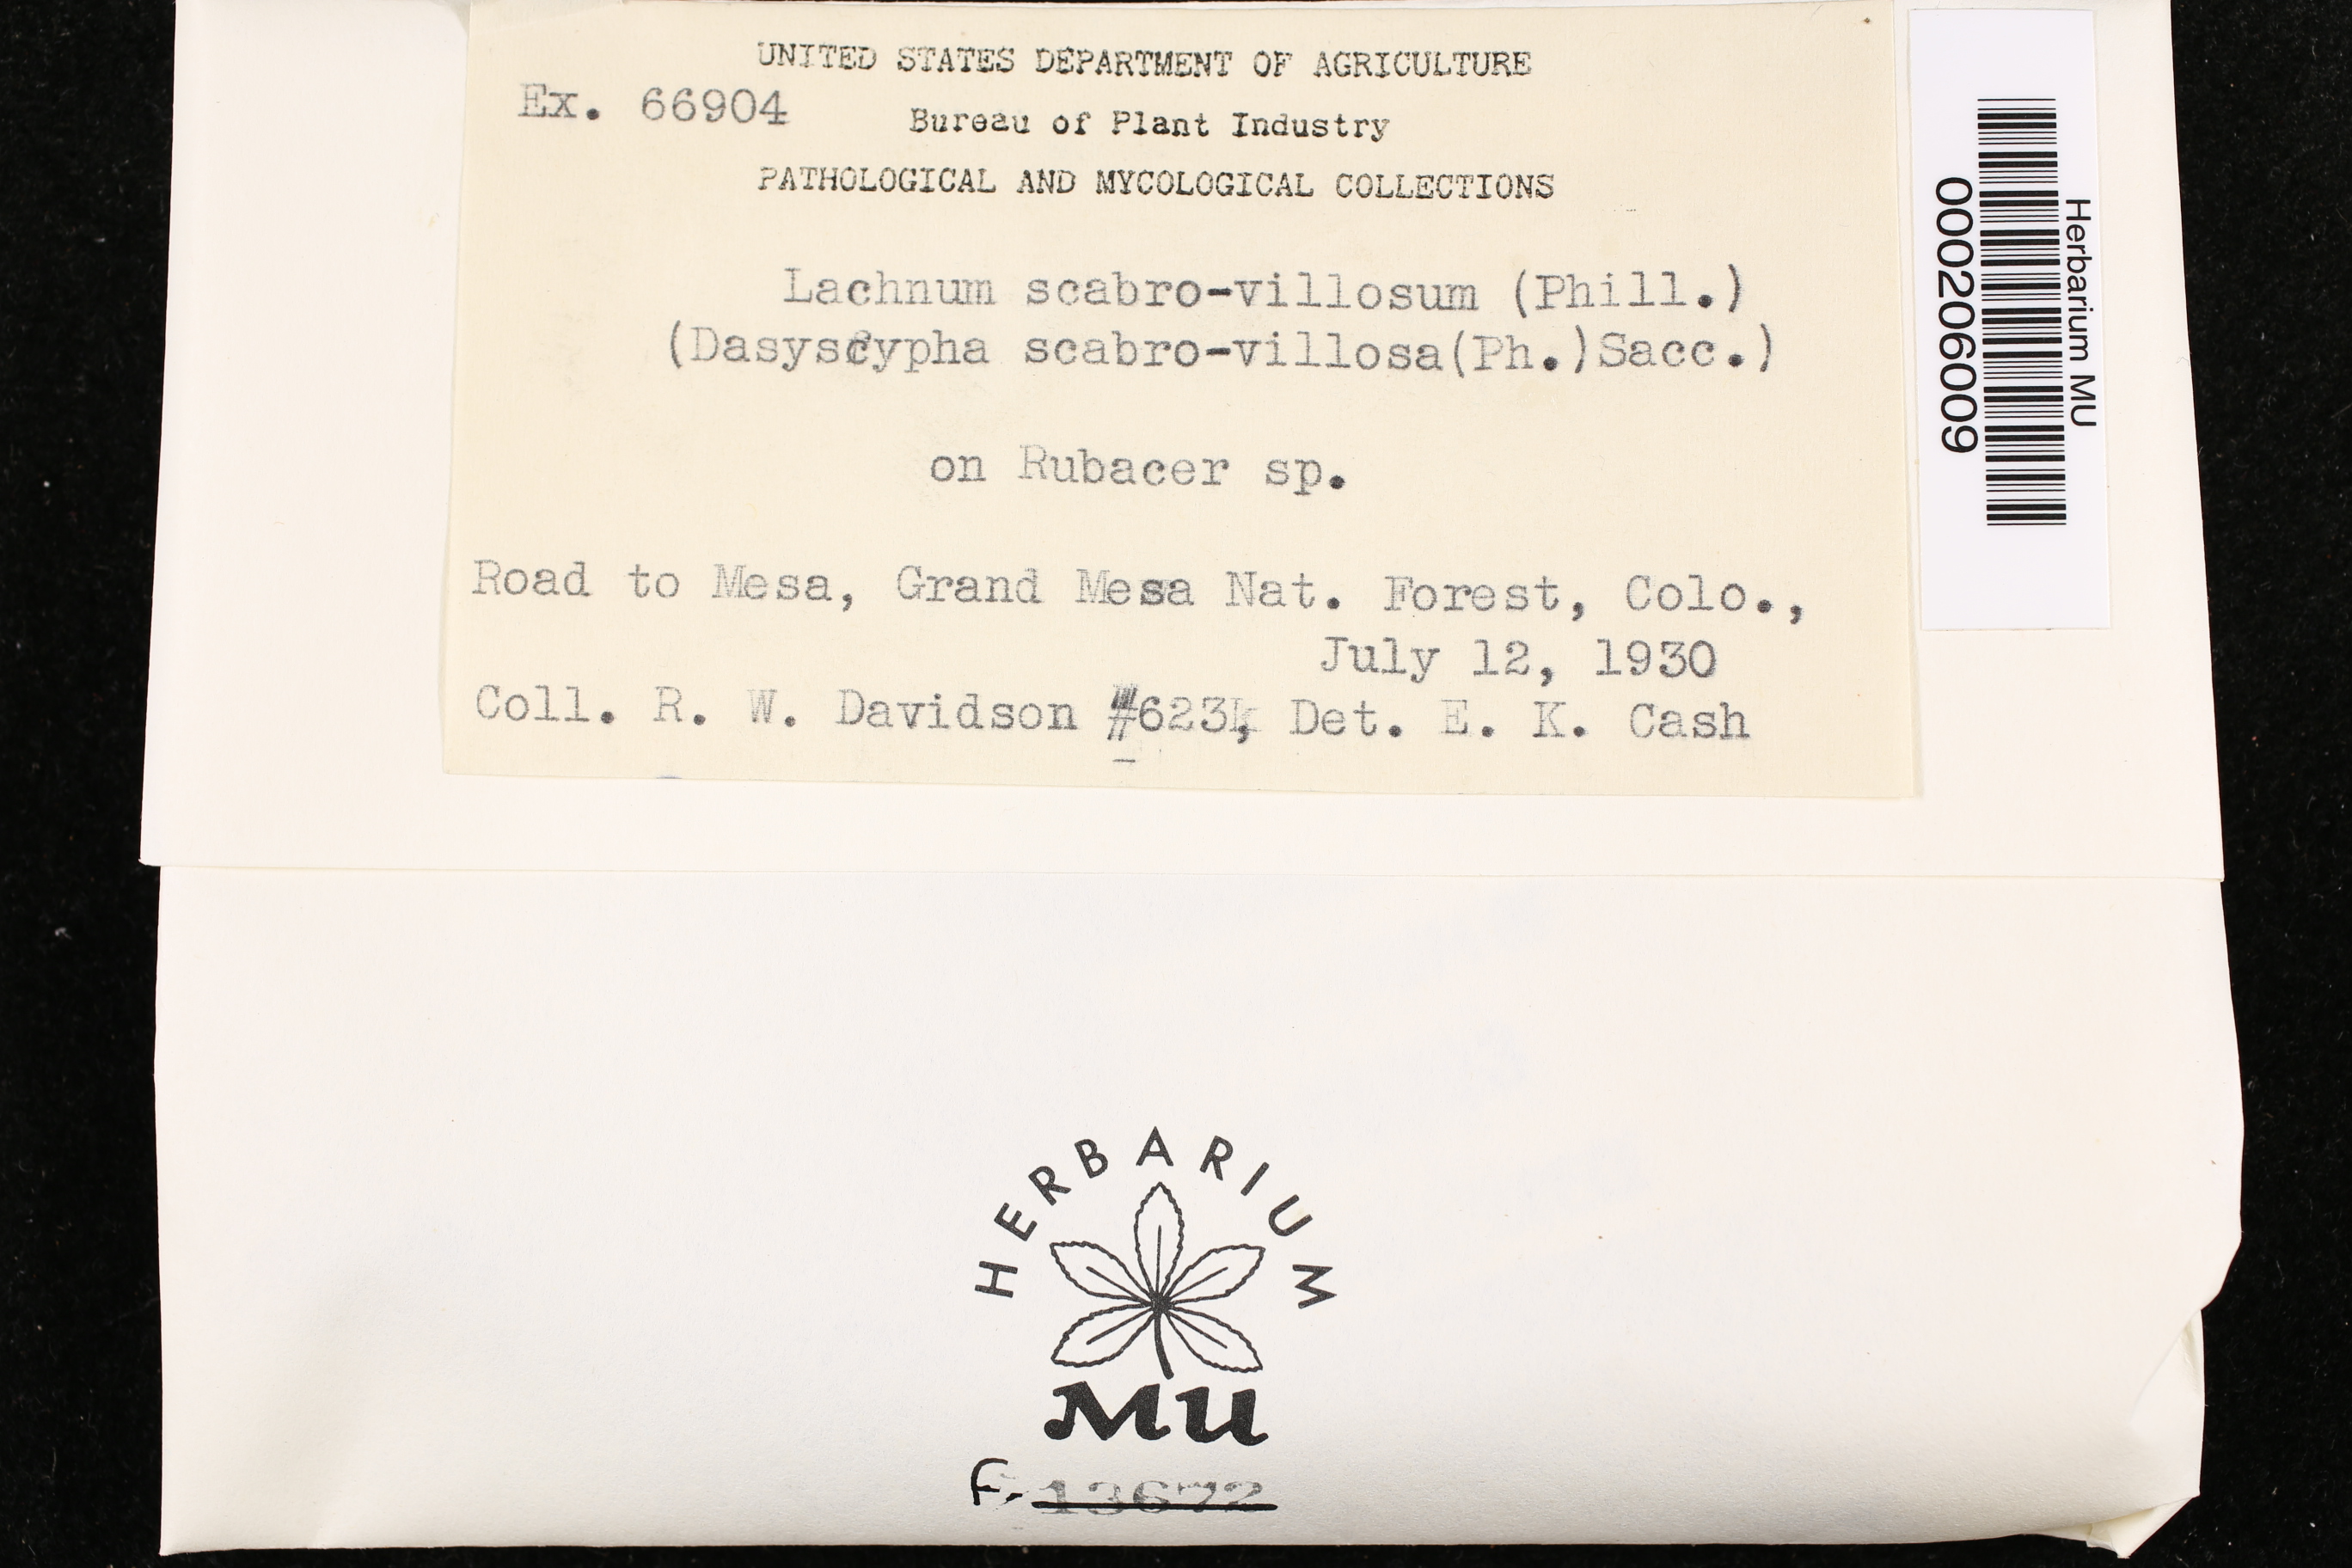 UNITED STATES DEPARTMENT OF AGRICULTURE
Ex. 66904
Bureau of Plant Industry
PATHOLOGICAL AND MYCOLOGICAL COLLECTIONS
Lachnum scabro-villosum (Phill.)
(Dasyscypha scabro-villosa(Ph.)Sacc.)
on Rubacer sp.
Road to Mesa, Grand Mesa Nat. Forest, Colo.,
July 12, 1930
Coll. R. W. Davidson Det. E. K. Cash
Herbarium MU
000206009
HERBARIUM
MU
F. 13672